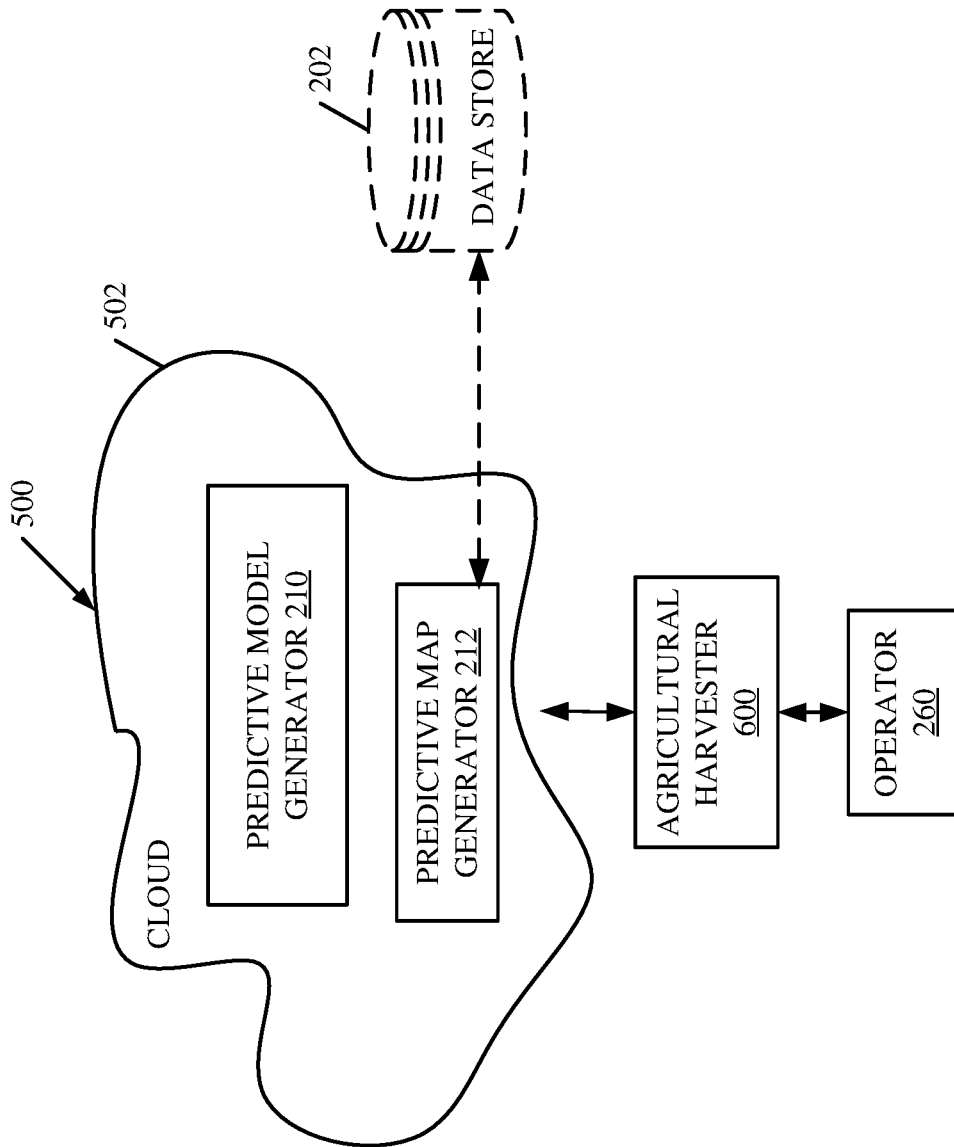 500
502
CLOUD
PREDICTIVE MODEL
GENERATOR 210
PREDICTIVE MAP
GENERATOR 212
202
DATA STORE
AGRICULTURAL
HARVESTER
600
OPERATOR
260